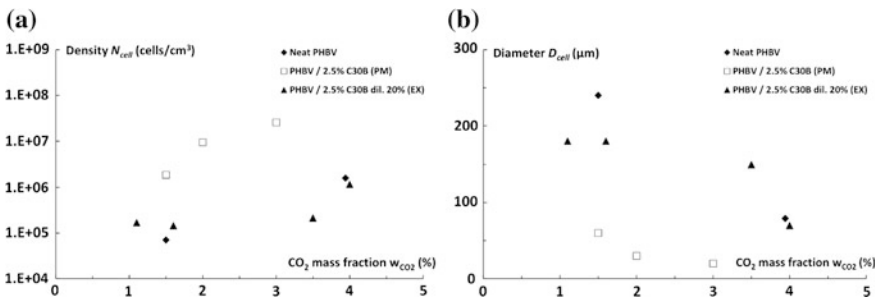 (a)
Density N_cell (cells/cm³)
1.E+09
1.E+08
1.E+07
1.E+06
1.E+05
1.E+04
Neat PHBV
PHBV / 2.5% C30B (PM)
PHBV / 2.5% C30B dil. 20% (EX)
CO₂ mass fraction w_CO2 (%)
0 1 2 3 4 5
(b)
Diameter D_cell (μm)
300
250
200
150
100
50
0
Neat PHBV
PHBV / 2.5% C30B (PM)
PHBV / 2.5% C30B dil. 20% (EX)
CO₂ mass fraction w_CO2 (%)
0 1 2 3 4 5